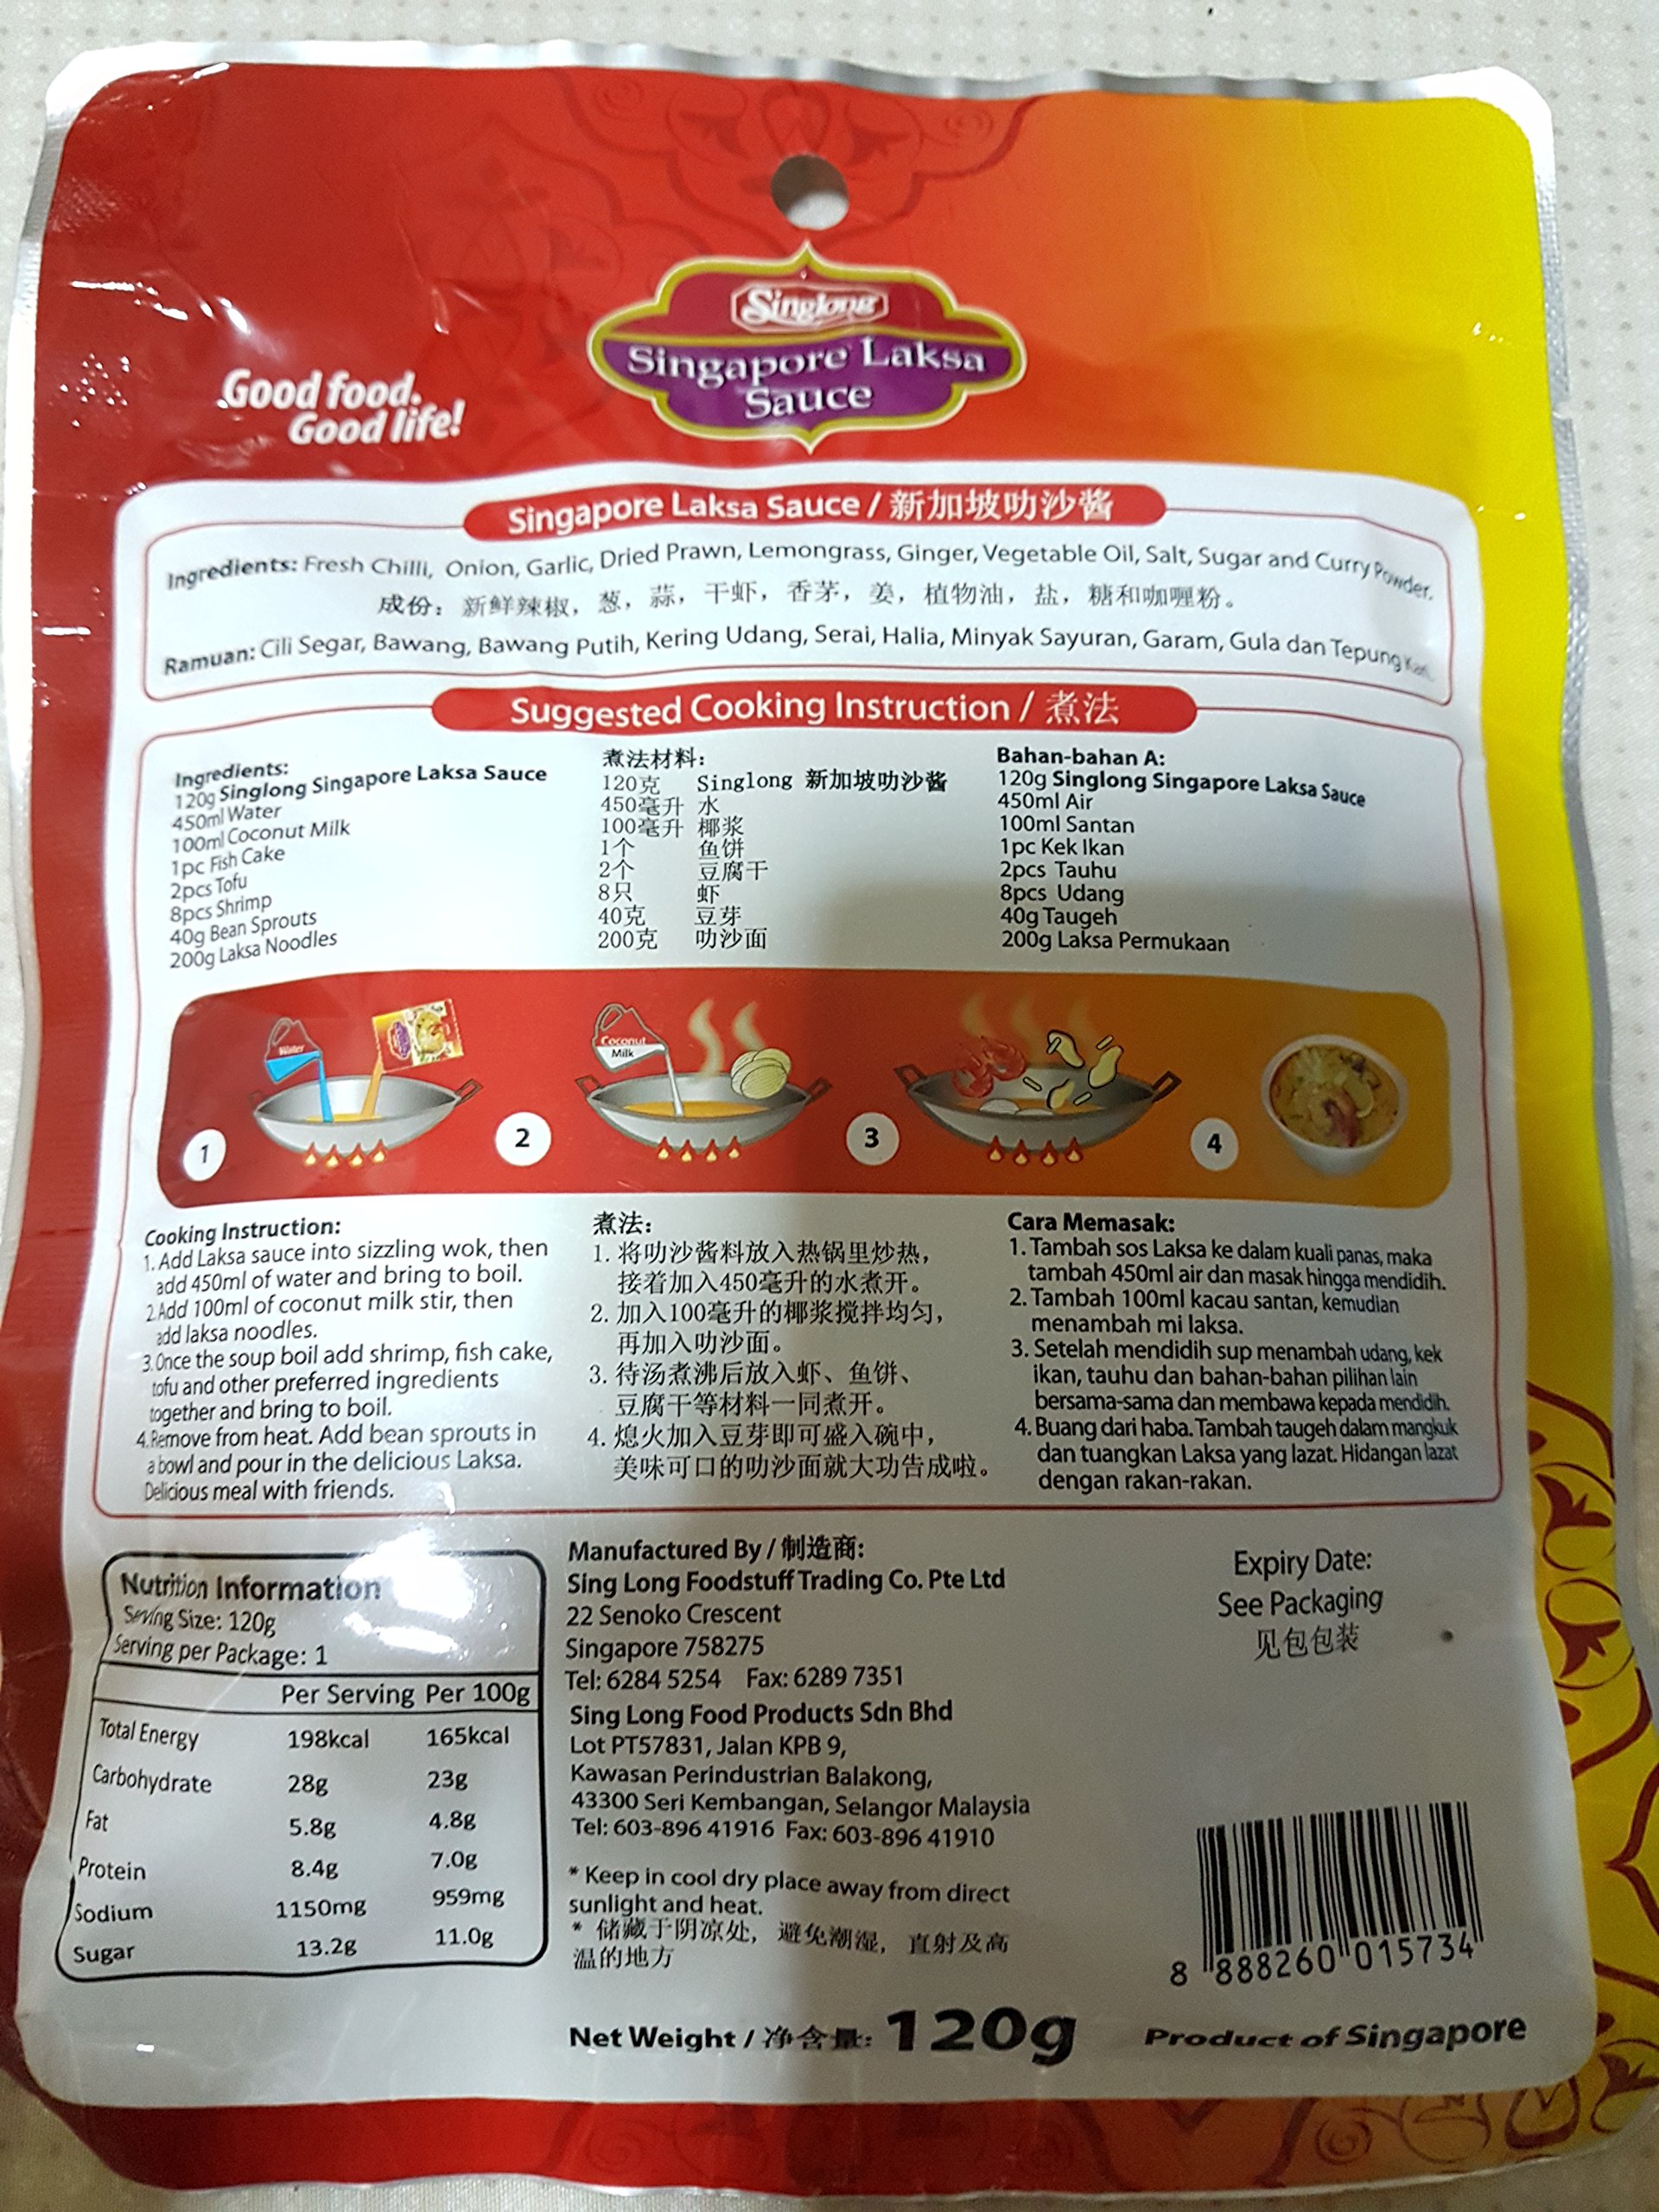 Singlong
Singapore Laksa
Sauce
Good food.
Good life!
Singapore Laksa Sauce / 新加坡叻沙酱
Ingredients: Fresh Chilli, Onion, Garlic, Dried Prawn, Lemongrass, Ginger, Vegetable Oil, Salt, Sugar and Curry Powder.
成份：新鲜辣椒，葱，蒜，干虾，香茅，姜，植物油，盐，糖和咖喱粉。
Ramuan: Cili Segar, Bawang, Bawang Putih, Kering Udang, Serai, Halia, Minyak Sayuran, Garam, Gula dan Tepung Kari.
Suggested Cooking Instruction / 煮法
Ingredients:
120g Singlong Singapore Laksa Sauce
450ml Water
100ml Coconut Milk
1pc Fish Cake
2pcs Tofu
8pcs Shrimp
40g Bean Sprouts
200g Laksa Noodles
煮法材料：
120克 Singlong 新加坡叻沙酱
450毫升 水
100毫升 椰浆
1个 鱼饼
2个 豆腐干
8只 虾
40克 豆芽
200克 叻沙面
Bahan-bahan A:
120g Singlong Singapore Laksa Sauce
450ml Air
100ml Santan
1pc Kek Ikan
2pcs Tauhu
8pcs Udang
40g Taugeh
200g Laksa Permukaan
Water
Coconut
Milk
1
2
3
4
Cooking Instruction:
1. Add Laksa sauce into sizzling wok, then
add 450ml of water and bring to boil.
2.Add 100ml of coconut milk stir, then
add laksa noodles.
3.Once the soup boil add shrimp, fish cake,
tofu and other preferred ingredients
together and bring to boil.
4.Remove from heat. Add bean sprouts in
a bowl and pour in the delicious Laksa.
Delicious meal with friends.
煮法：
1. 将叻沙酱料放入热锅里炒热，
接着加入450毫升的水煮开。
2. 加入100毫升的椰浆搅拌均匀，
再加入叻沙面。
3. 待汤煮沸后放入虾、鱼饼、
豆腐干等材料一同煮开。
4. 熄火加入豆芽即可盛入碗中，
美味可口的叻沙面就大功告成啦。
Cara Memasak:
1. Tambah sos Laksa ke dalam kuali panas, maka
tambah 450ml air dan masak hingga mendidih.
2. Tambah 100ml kacau santan, kemudian
menambah mi laksa.
3. Setelah mendidih sup menambah udang, kek
ikan, tauhu dan bahan-bahan pilihan lain
bersama-sama dan membawa kepada mendidih.
4. Buang dari haba. Tambah taugeh dalam mangkuk
dan tuangkan Laksa yang lazat. Hidangan lazat
dengan rakan-rakan.
Nutrition Information
Serving Size: 120g
Serving per Package: 1
Per Serving Per 100g
Total Energy 198kcal 165kcal
Carbohydrate 28g 23g
Fat 5.8g 4.8g
Protein 8.4g 7.0g
Sodium 1150mg 959mg
Sugar 13.2g 11.0g
Manufactured By / 制造商:
Sing Long Foodstuff Trading Co. Pte Ltd
22 Senoko Crescent
Singapore 758275
Tel: 6284 5254 Fax: 6289 7351
Sing Long Food Products Sdn Bhd
Lot PT57831, Jalan KPB 9,
Kawasan Perindustrian Balakong,
43300 Seri Kembangan, Selangor Malaysia
Tel: 603-896 41916 Fax: 603-896 41910
* Keep in cool dry place away from direct
sunlight and heat.
* 储藏于阴凉处，避免潮湿，直射及高
温的地方
Expiry Date:
See Packaging
见包包装
8 888260 015734
Net Weight / 净含量: 120g
Product of Singapore